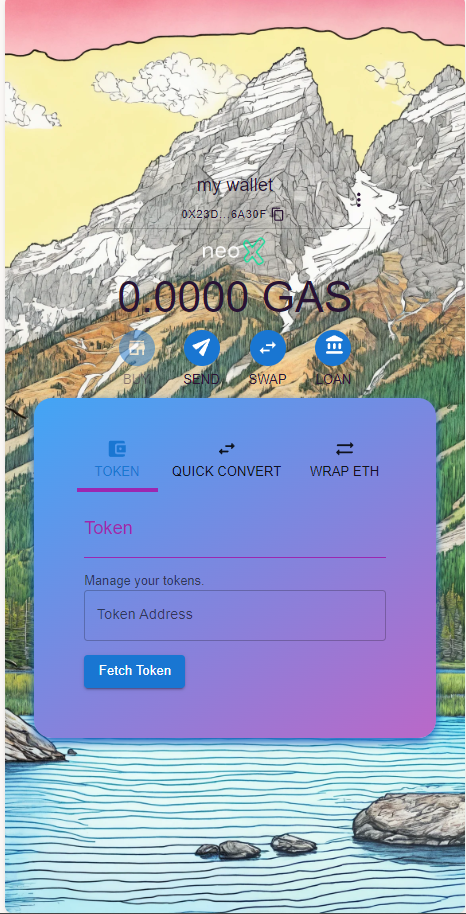 my wallet
0X23D...6A30F
neo X
0.0000 GAS
BUY SEND SWAP LOAN
TOKEN QUICK CONVERT WRAP ETH
Token
Manage your tokens.
Token Address
Fetch Token